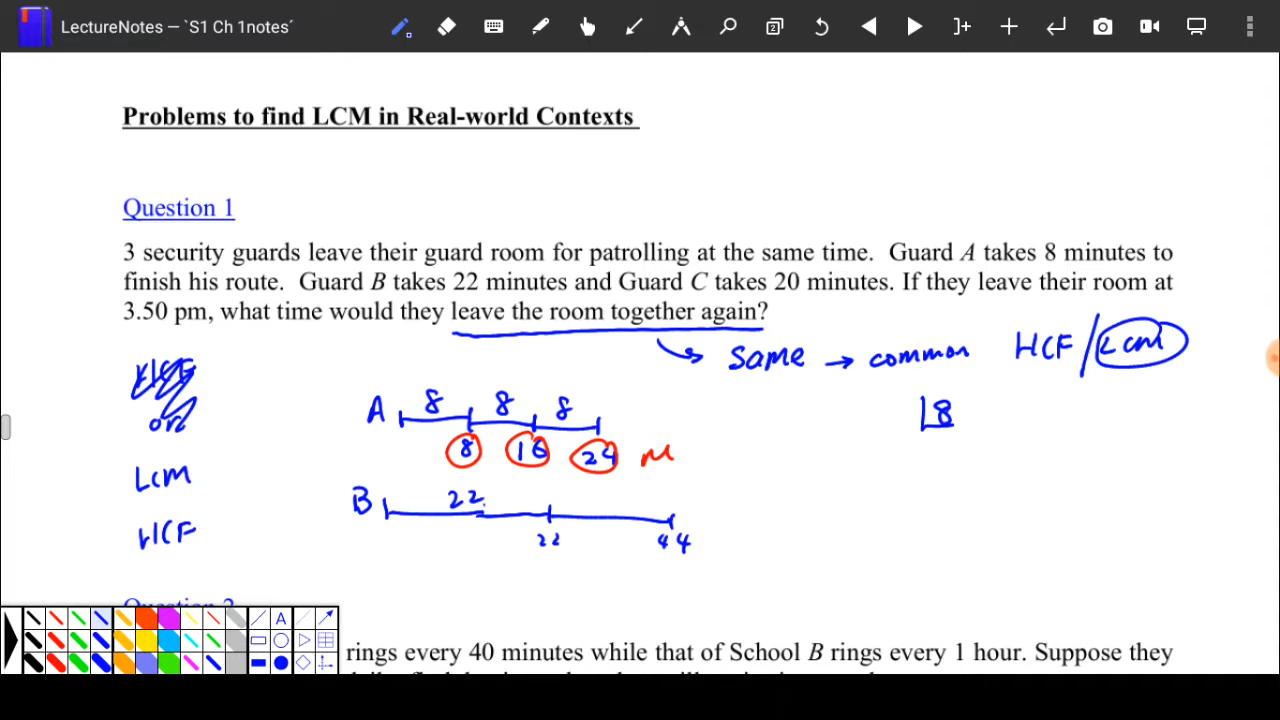 LectureNotes — `S1 Ch 1notes´
Problems to find LCM in Real-world Contexts
Question 1
3 security guards leave their guard room for patrolling at the same time. Guard A takes 8 minutes to
finish his route. Guard B takes 22 minutes and Guard C takes 20 minutes. If they leave their room at
3.50 pm, what time would they leave the room together again?
same → common HCF / LCM
or
A 8 8 8
8 16 24 M
8
LCM
B 22
HCF
22 44
Question 2
rings every 40 minutes while that of School B rings every 1 hour. Suppose they